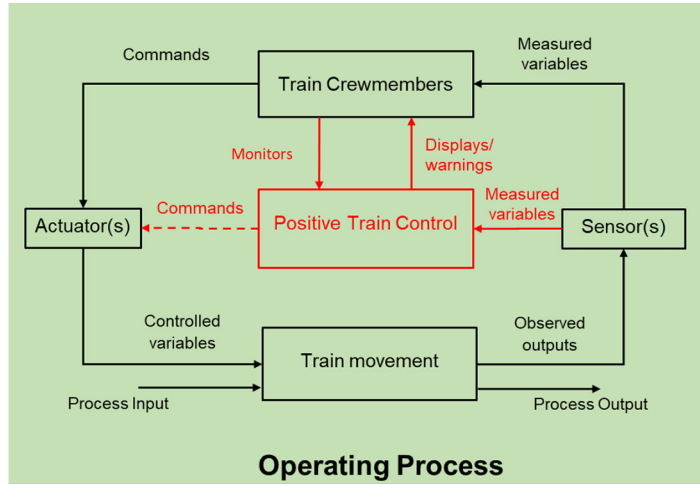 Commands
Measured
variables
Train Crewmembers
Monitors
Displays/
warnings
Commands
Measured
variables
Actuator(s)
Positive Train Control
Sensor(s)
Controlled
variables
Observed
outputs
Train movement
Process Input
Process Output
Operating Process